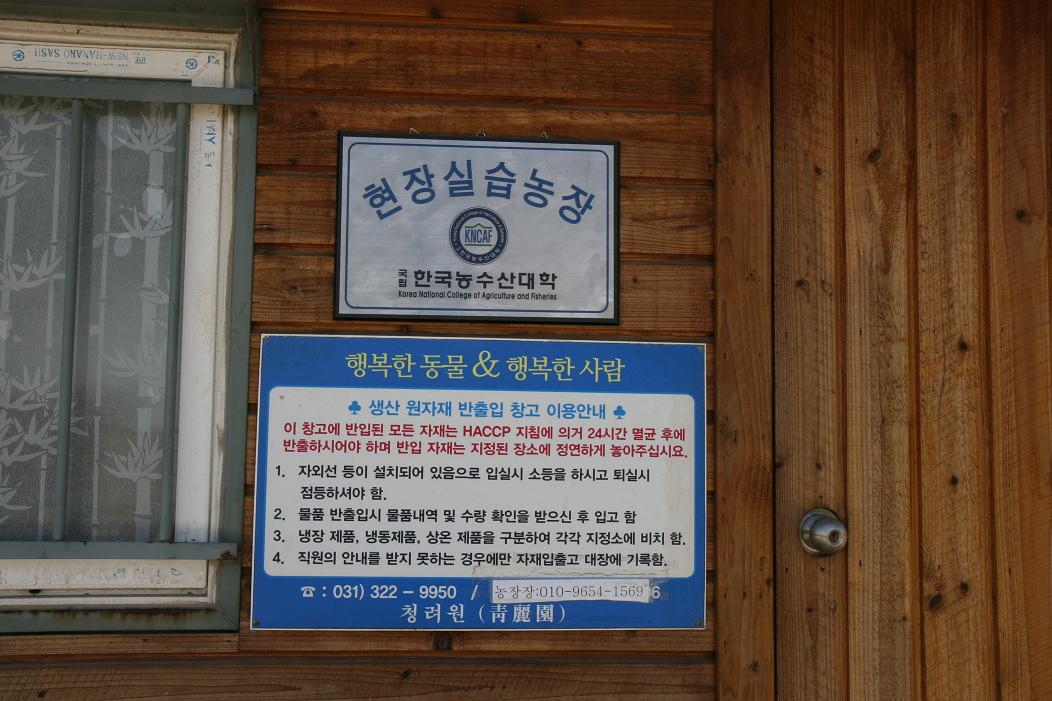 NEW-HANARO SASH
현장실습농장
KNCAF
국립 한국농수산대학
Korea National College of Agriculture and Fisheries
행복한 동물 & 행복한 사람
♣ 생산 원자재 반출입 창고 이용안내 ♣
이 창고에 반입된 모든 자재는 HACCP 지침에 의거 24시간 멸균 후에
반출하시어야 하며 반입 자재는 지정된 장소에 정연하게 놓아주십시요.
1. 자외선 등이 설치되어 있음으로 입실시 소등을 하시고 퇴실시
점등하셔야 함.
2. 물품 반출입시 물품내역 및 수량 확인을 받으신 후 입고 함
3. 냉장 제품, 냉동제품, 상온 제품을 구분하여 각각 지정소에 비치 함.
4. 직원의 안내를 받지 못하는 경우에만 자재입출고 대장에 기록함.
☎ : 031) 322 - 9950 / 농장장:010-9654-1569 6
청려원 (靑麗園)